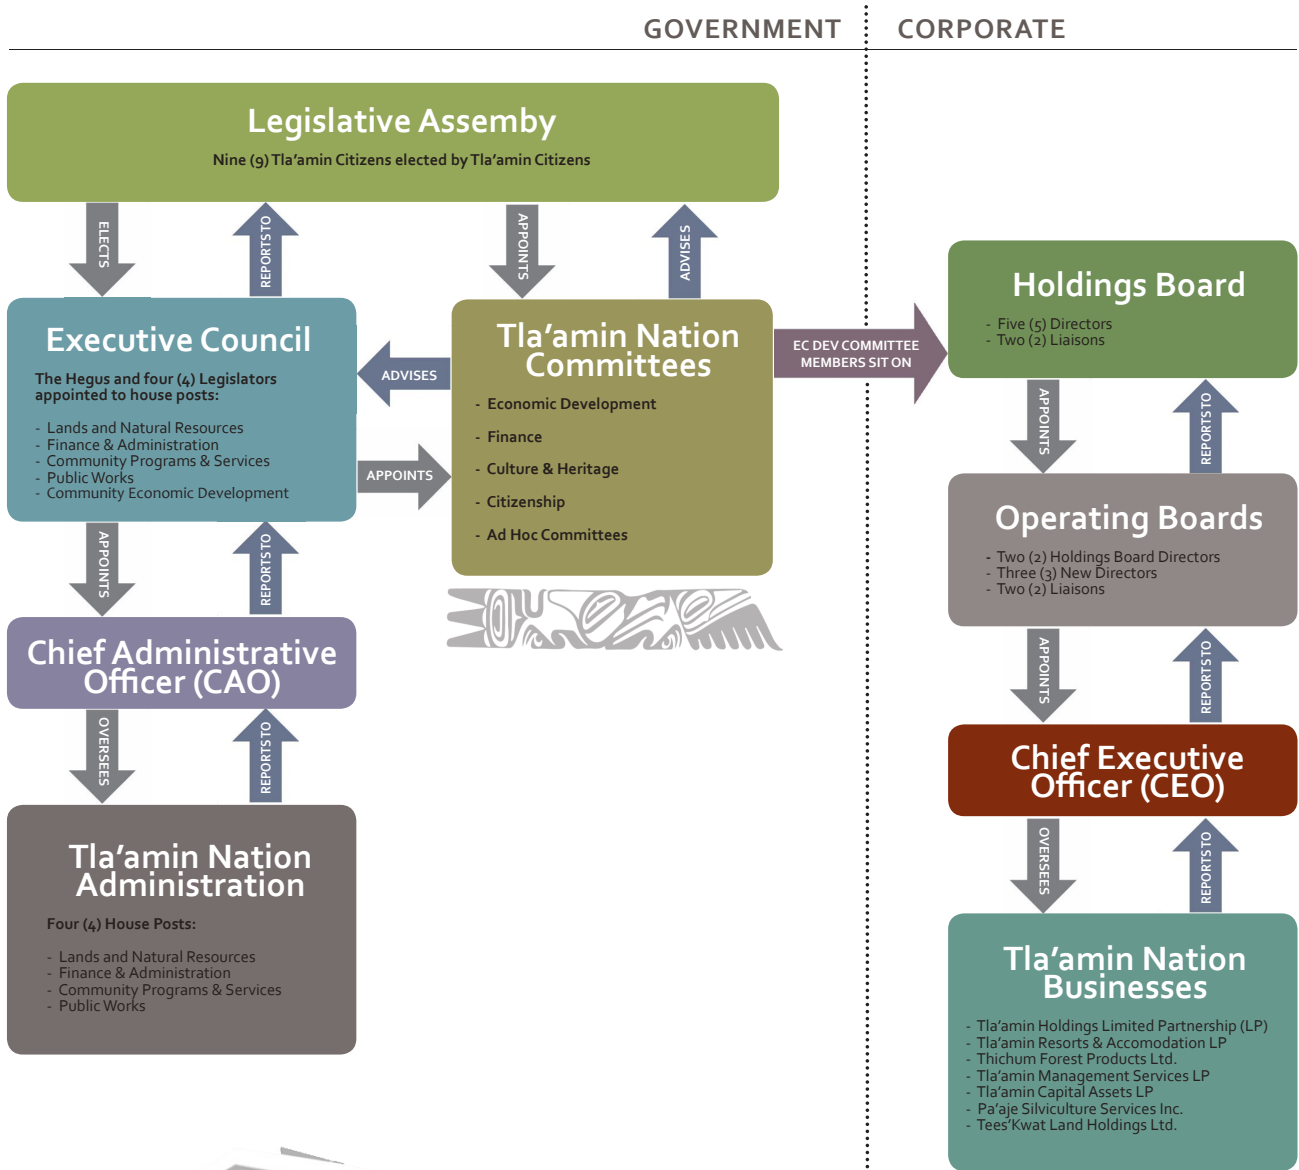 GOVERNMENT
CORPORATE
Legislative Assemby
Nine (9) Tla'amin Citizens elected by Tla'amin Citizens
ELECTS
REPORTS TO
APPOINTS
ADVISES
Executive Council
The Hegus and four (4) Legislators
appointed to house posts:
- Lands and Natural Resources
- Finance & Administration
- Community Programs & Services
- Public Works
- Community Economic Development
ADVISES
APPOINTS
Tla'amin Nation
Committees
- Economic Development
- Finance
- Culture & Heritage
- Citizenship
- Ad Hoc Committees
EC DEV COMMITTEE
MEMBERS SIT ON
APPOINTS
REPORTS TO
Chief Administrative
Officer (CAO)
OVERSEES
REPORTS TO
Tla'amin Nation
Administration
Four (4) House Posts:
- Lands and Natural Resources
- Finance & Administration
- Community Programs & Services
- Public Works
Holdings Board
- Five (5) Directors
- Two (2) Liaisons
APPOINTS
REPORTS TO
Operating Boards
- Two (2) Holdings Board Directors
- Three (3) New Directors
- Two (2) Liaisons
APPOINTS
REPORTS TO
Chief Executive
Officer (CEO)
OVERSEES
REPORTS TO
Tla'amin Nation
Businesses
- Tla'amin Holdings Limited Partnership (LP)
- Tla'amin Resorts & Accomodation LP
- Thichum Forest Products Ltd.
- Tla'amin Management Services LP
- Tla'amin Capital Assets LP
- Pa'aje Silviculture Services Inc.
- Tees'Kwat Land Holdings Ltd.